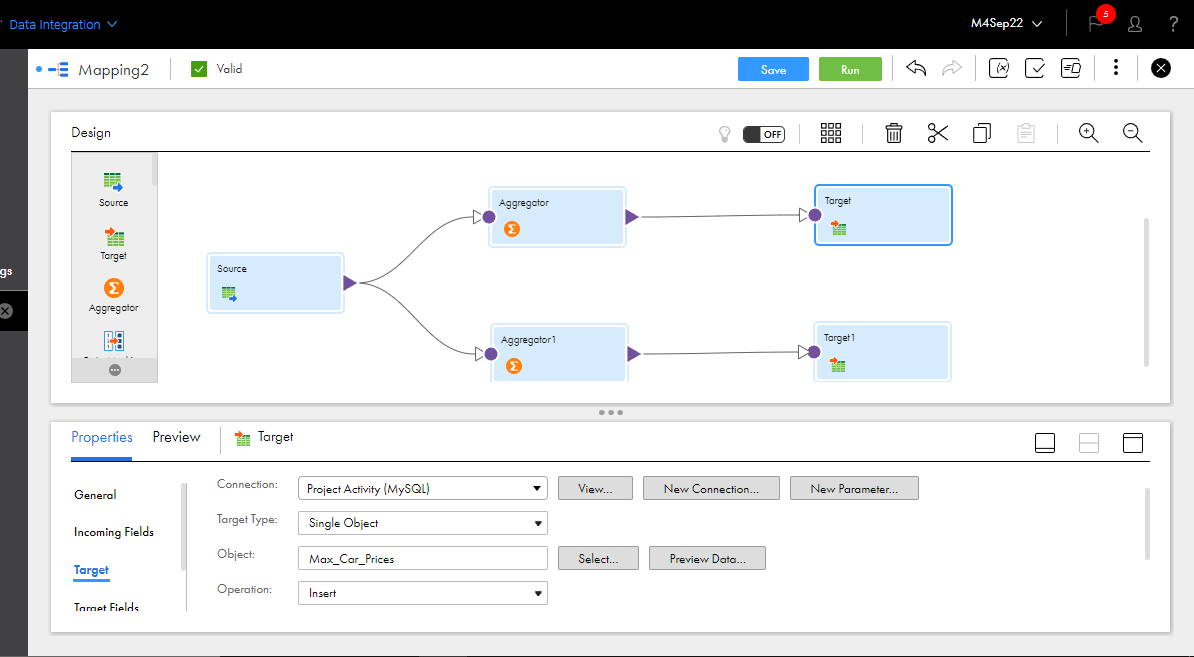 Data Integration
M4Sep22
5
?
Mapping2
Valid
Save
Run
Design
OFF
Source
Target
Aggregator
gs
Source
Aggregator
Target
Aggregator1
Target1
Properties
Preview
Target
General
Incoming Fields
Target
Target Fields
Connection:
Project Activity (MySQL)
View...
New Connection...
New Parameter...
Target Type:
Single Object
Object:
Max_Car_Prices
Select...
Preview Data...
Operation:
Insert